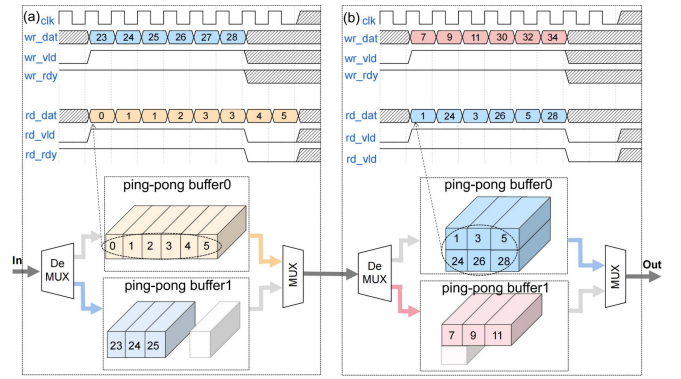 (a)
clk
wr_dat 23 24 25 26 27 28
wr_vld
wr_rdy
rd_dat 0 1 1 2 3 3 4 5
rd_vld
rd_rdy
ping-pong buffer0
0 1 2 3 4 5
In
De
MUX
MUX
ping-pong buffer1
23 24 25
(b)
clk
wr_dat 7 9 11 30 32 34
wr_vld
wr_rdy
rd_dat 1 24 3 26 5 28
rd_vld
rd_vld
ping-pong buffer0
1 3 5
24 26 28
De
MUX
MUX
Out
ping-pong buffer1
7 9 11